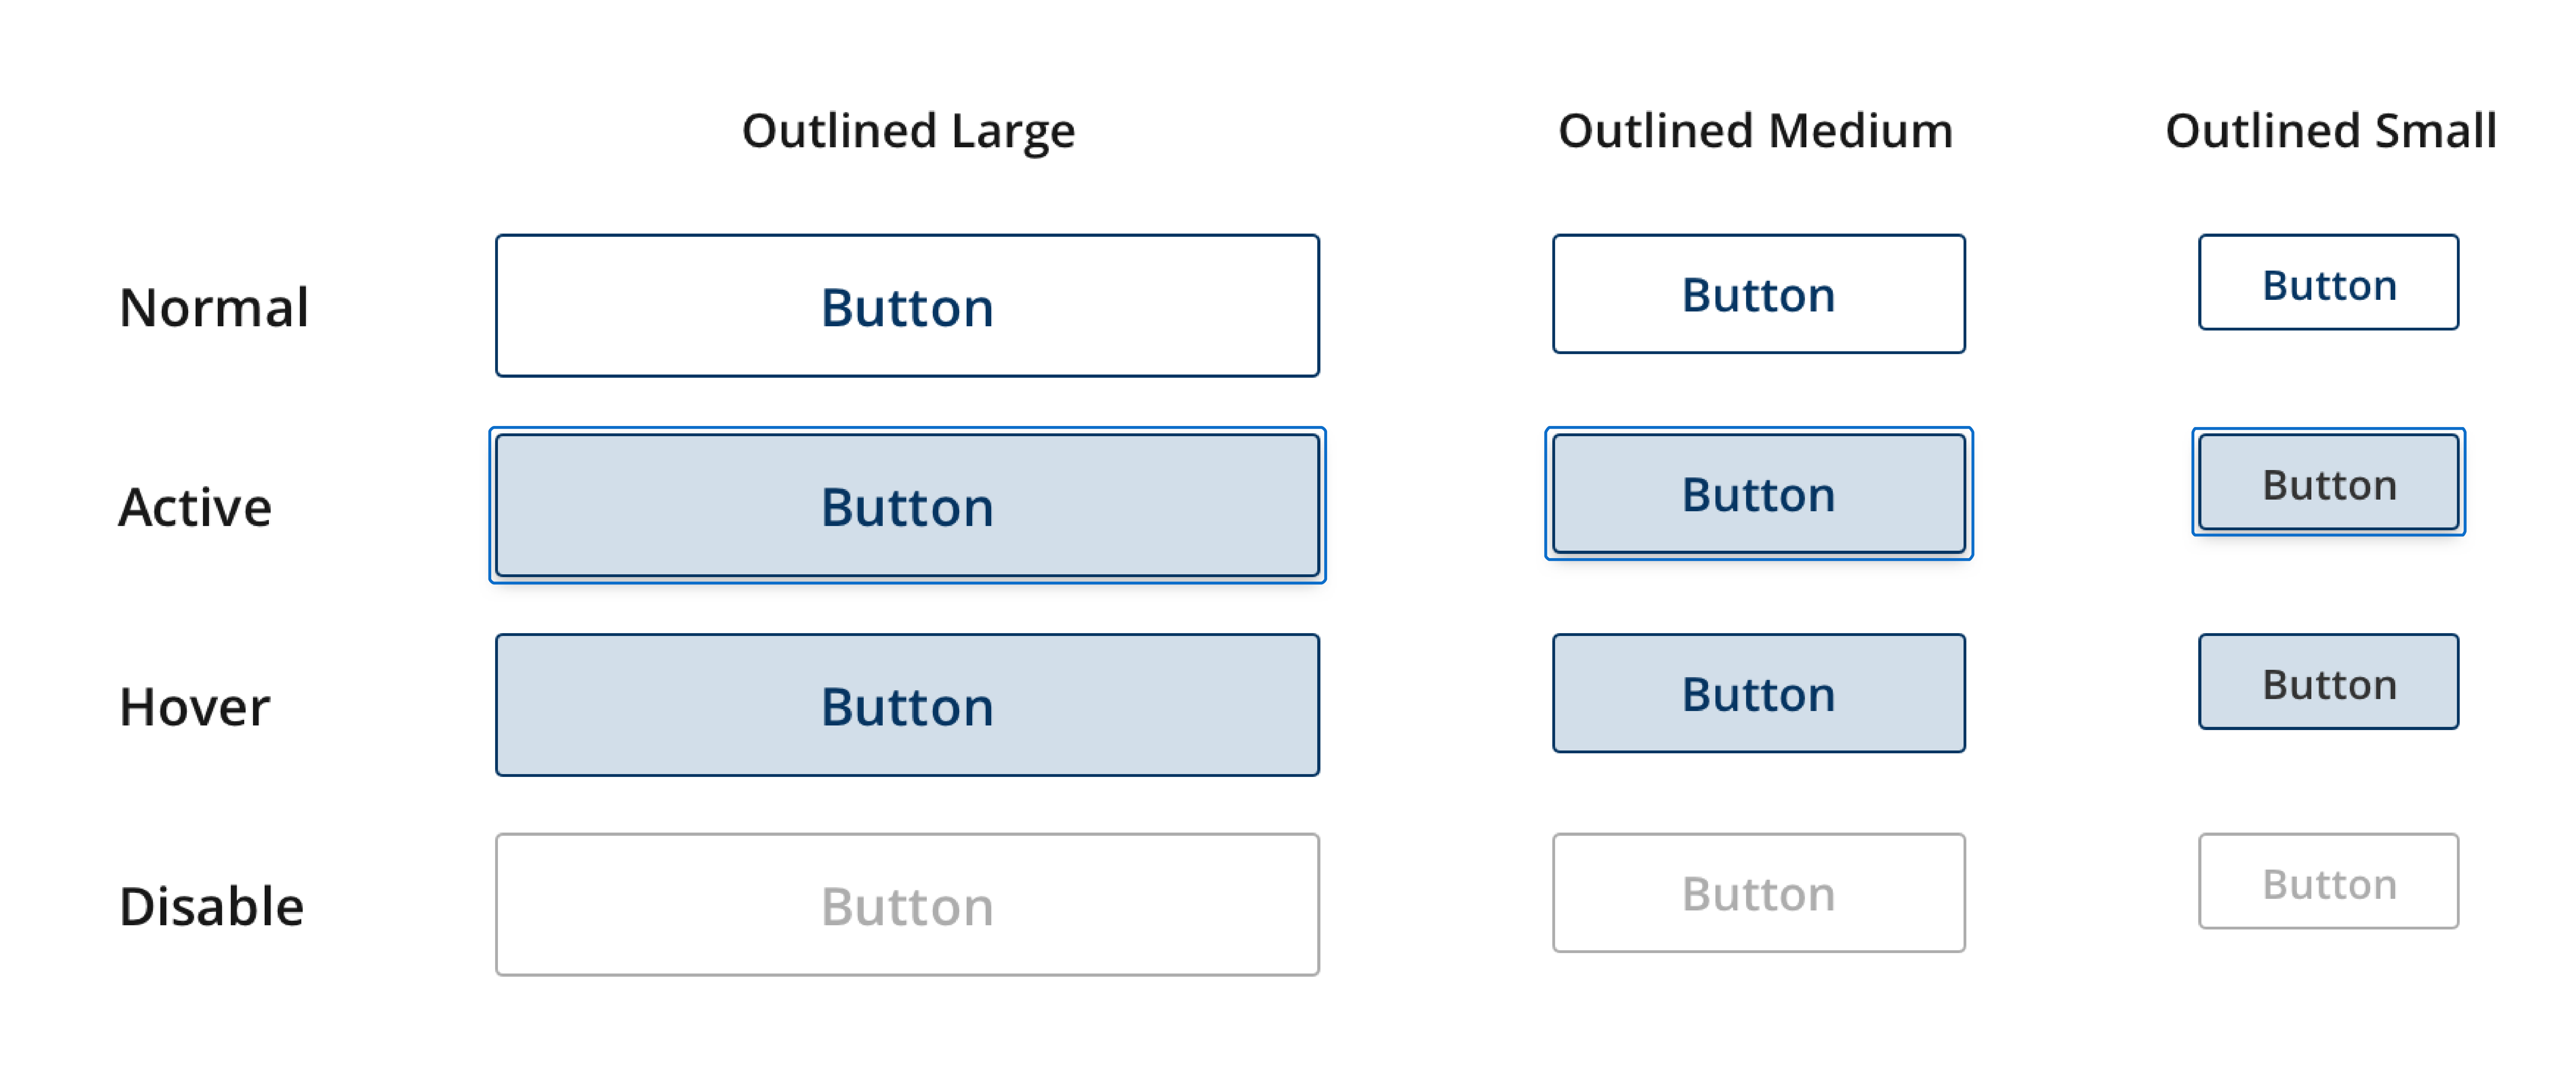 Outlined Large Outlined Medium Outlined Small
Normal Button Button Button
Active Button Button Button
Hover Button Button Button
Disable Button Button Button